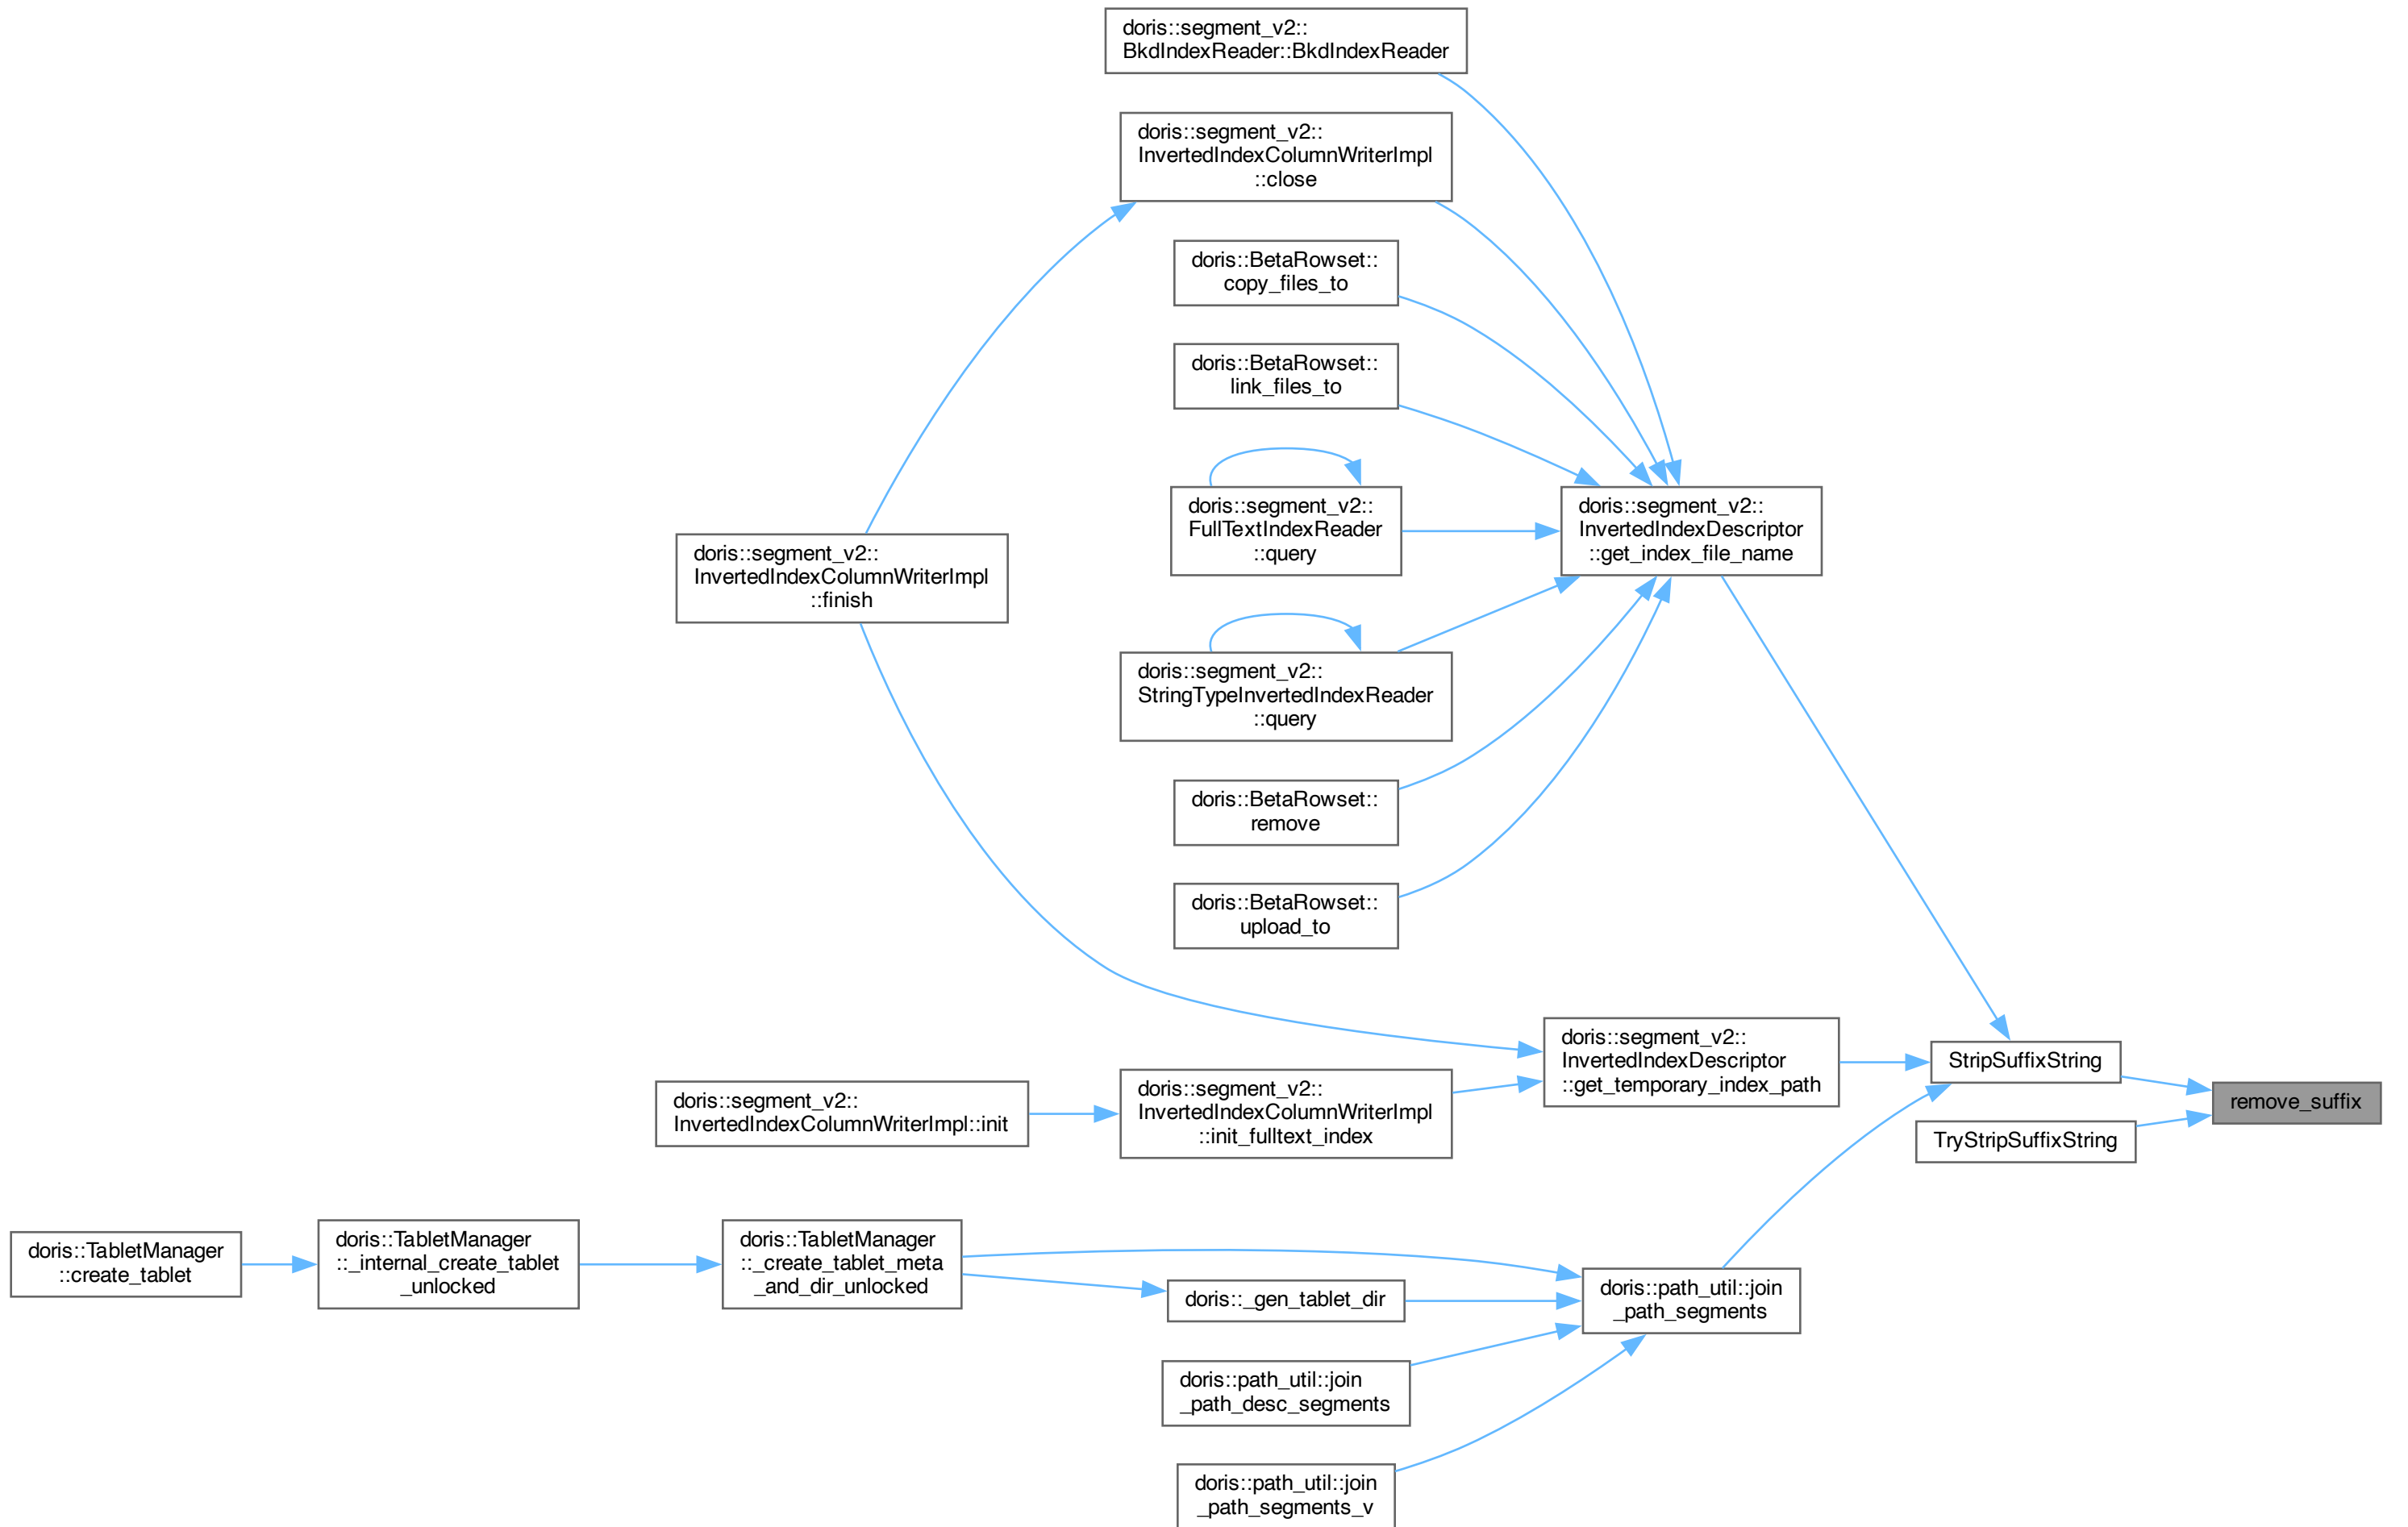 doris::segment_v2::
BkdIndexReader::BkdIndexReader
doris::segment_v2::
InvertedIndexColumnWriterImpl
::close
doris::BetaRowset::
copy_files_to
doris::BetaRowset::
link_files_to
doris::segment_v2::
FullTextIndexReader
::query
doris::segment_v2::
InvertedIndexDescriptor
::get_index_file_name
doris::segment_v2::
InvertedIndexColumnWriterImpl
::finish
doris::segment_v2::
StringTypeInvertedIndexReader
::query
doris::BetaRowset::
remove
doris::BetaRowset::
upload_to
doris::segment_v2::
InvertedIndexDescriptor
::get_temporary_index_path
StripSuffixString
remove_suffix
TryStripSuffixString
doris::segment_v2::
InvertedIndexColumnWriterImpl
::init_fulltext_index
doris::segment_v2::
InvertedIndexColumnWriterImpl::init
doris::TabletManager
::create_tablet
doris::TabletManager
::_internal_create_tablet
_unlocked
doris::TabletManager
::_create_tablet_meta
_and_dir_unlocked
doris::_gen_tablet_dir
doris::path_util::join
_path_segments
doris::path_util::join
_path_desc_segments
doris::path_util::join
_path_segments_v